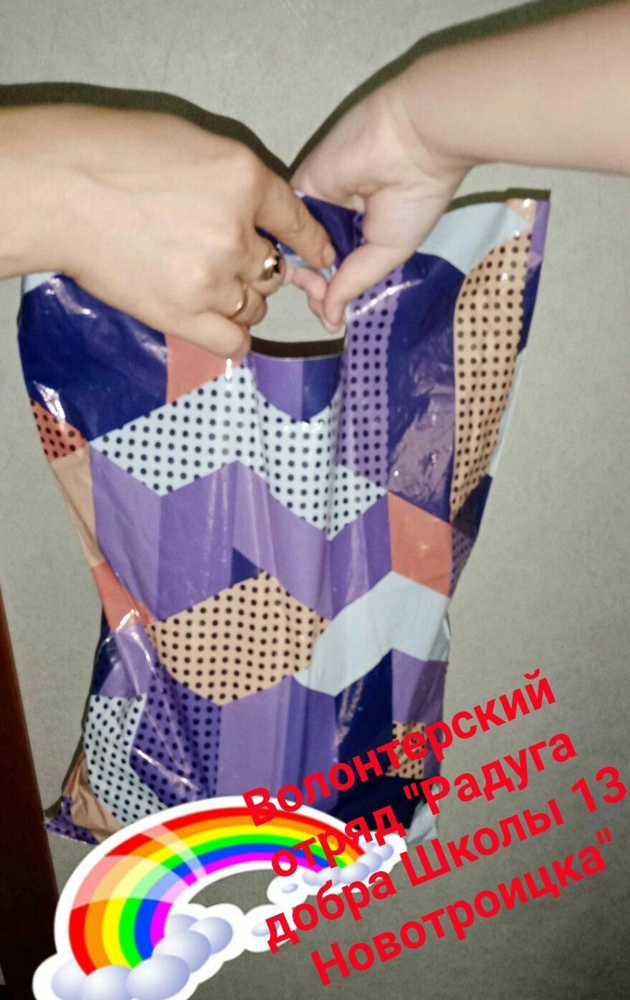 Волонтерский
отряд "Радуга
добра Школы 13
Новотроицка"